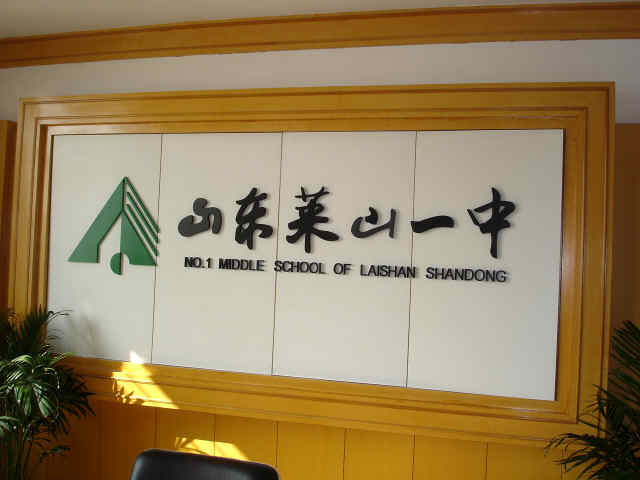 山东莱山一中
NO.1 MIDDLE SCHOOL OF LAISHAN SHANDONG